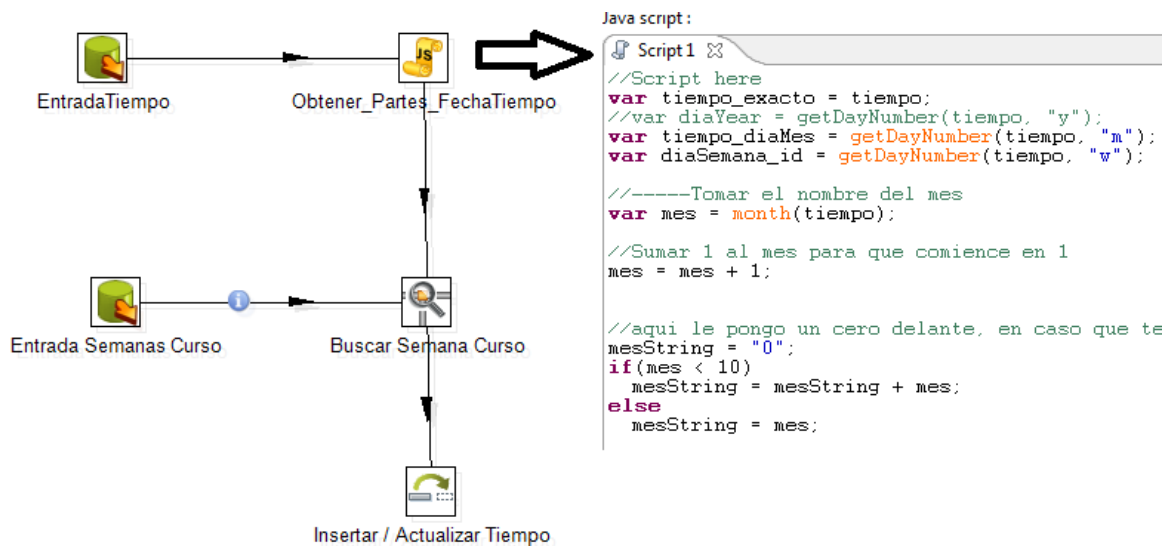 EntradaTiempo
JS
Obtener_Partes_FechaTiempo
Entrada Semanas Curso
i
Buscar Semana Curso
Insertar / Actualizar Tiempo
Java script :
Script 1
//Script here
var tiempo_exacto = tiempo;
//var diaYear = getDayNumber(tiempo, "y");
var tiempo_diaMes = getDayNumber(tiempo, "m");
var diaSemana_id = getDayNumber(tiempo, "w");
//-----Tomar el nombre del mes
var mes = month(tiempo);
//Sumar 1 al mes para que comience en 1
mes = mes + 1;
//aqui le pongo un cero delante, en caso que te
mesString = "0";
if(mes < 10)
mesString = mesString + mes;
else
mesString = mes;